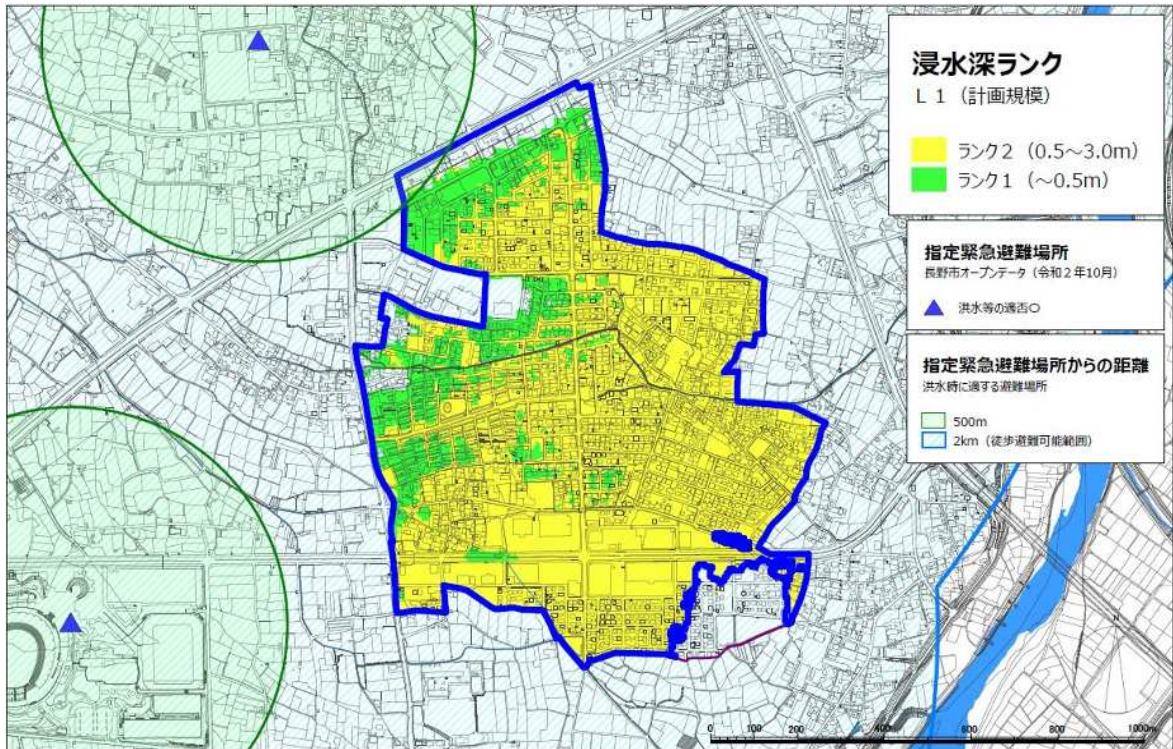 浸水深ランク
L1（計画規模）
ランク２（0.5～3.0m）
ランク１（～0.5m）
指定緊急避難場所
長野市オープンデータ（令和２年10月）
洪水等の適否○
指定緊急避難場所からの距離
洪水時に適する避難場所
500m
2km（徒歩避難可能範囲）
N
0 100 200 400 600 800 1000m